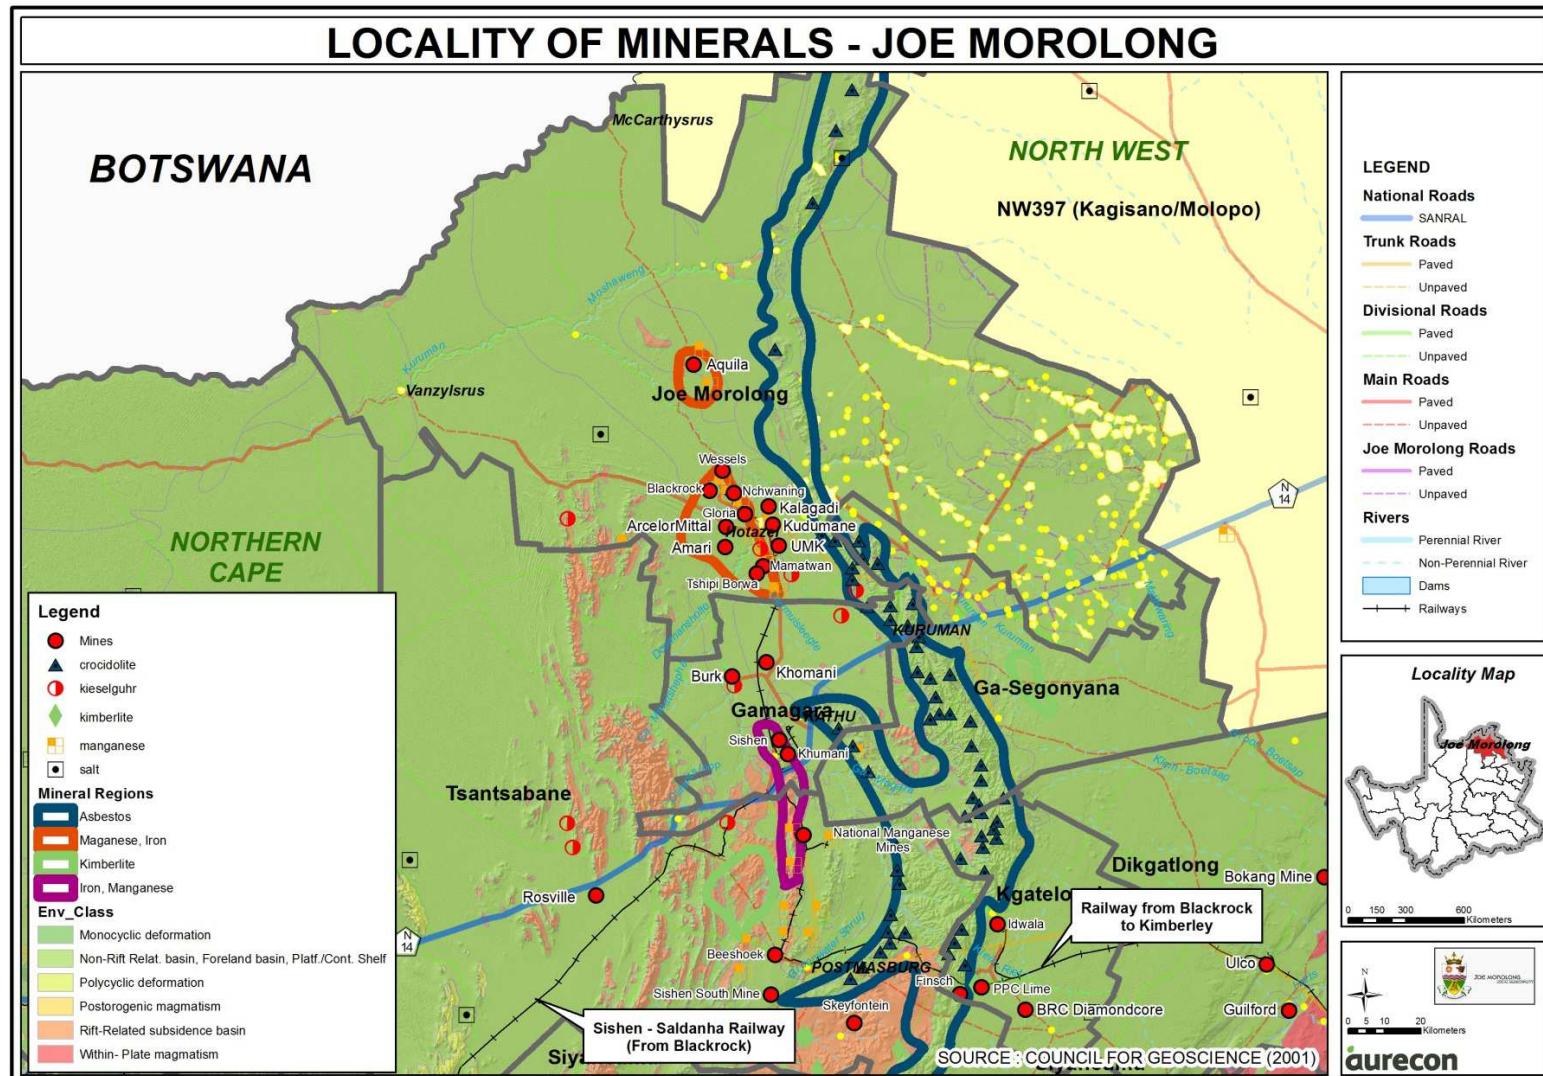 LOCALITY OF MINERALS - JOE MOROLONG
BOTSWANA
McCarthysrus
NORTH WEST
NW397 (Kagisano/Molopo)
Moshaweng
Kuruman
Vanzylsrus
Aquila
Joe Morolong
Wessels
Blackrock
Nchwaning
Gloria
Kalagadi
ArcelorMittal
Kudumane
Hotazel
Amari
UMK
Mamatwan
Tshipi Borwa
N
14
NORTHERN
CAPE
KURUMAN
Kuruman
Khomani
Burk
Ga-Segonyana
Gamagara
KATHU
Sishen
Khumani
Tsantsabane
National Manganese
Mines
Dikgatlong
Bokang Mine
Rosville
N
14
Idwala
Railway from Blackrock
to Kimberley
Beeshoek
POSTMASBURG
Ulco
Finsch
PPC Lime
Sishen South Mine
Skeyfontein
BRC Diamondcore
Guilford
Sishen - Saldanha Railway
(From Blackrock)
SOURCE : COUNCIL FOR GEOSCIENCE (2001)
Legend
Mines
crocidolite
kieselguhr
kimberlite
manganese
salt
Mineral Regions
Asbestos
Maganese, Iron
Kimberlite
Iron, Manganese
Env_Class
Monocyclic deformation
Non-Rift Relat. basin, Foreland basin, Platf./Cont. Shelf
Polycyclic deformation
Postorogenic magmatism
Rift-Related subsidence basin
Within- Plate magmatism
LEGEND
National Roads
SANRAL
Trunk Roads
Paved
Unpaved
Divisional Roads
Paved
Unpaved
Main Roads
Paved
Unpaved
Joe Morolong Roads
Paved
Unpaved
Rivers
Perennial River
Non-Perennial River
Dams
Railways
Locality Map
Joe Morolong
0 150 300 600
Kilometers
N
JOE MOROLONG
LOCAL MUNICIPALITY
0 5 10 20
Kilometers
aurecon